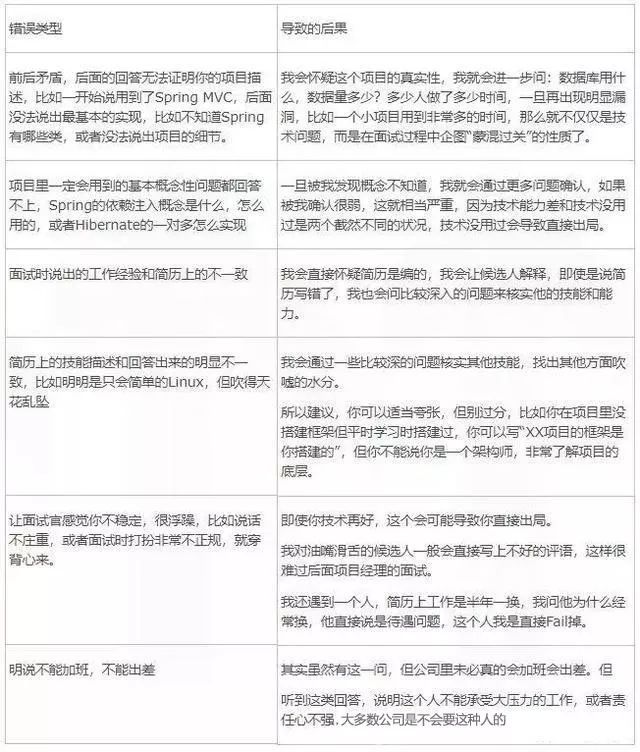 错误类型
导致的后果
前后矛盾，后面的回答无法证明你的项目描
述，比如一开始说用到了Spring MVC，后面
没法说出最基本的实现，比如不知道Spring
有哪些类，或者没法说出项目的细节。
我会怀疑这个项目的真实性，我就会进一步问：数据库用什
么，数据量多少？多少人做了多少时间，一旦再出现明显漏
洞，比如一个小项目用到非常多的时间，那么就不仅仅是技
术问题，而是在面试过程中企图“蒙混过关”的性质了。
项目里一定会用到的基本概念性问题都回答
不上，Spring的依赖注入概念是什么，怎么
用的，或者Hibernate的一对多怎么实现
一旦被我发现概念不知道，我就会通过更多问题确认，如果
被我确认很弱，这就相当严重，因为技术能力差和技术没用
过是两个截然不同的状况，技术没用过会导致直接出局。
面试时说出的工作经验和简历上的不一致
我会直接怀疑简历是编的，我会让候选人解释，即使是说简
历写错了，我也会问比较深入的问题来核实他的技能和能
力。
简历上的技能描述和回答出来的明显不一
致，比如明明是只会简单的Linux，但吹得天
花乱坠
我会通过一些比较深的问题核实其他技能，找出其他方面吹
嘘的水分。
所以建议，你可以适当夸张，但别过分，比如你在项目里没
搭建框架但平时学习时搭建过，你可以写“XX项目的框架是
你搭建的”，但你不能说你是一个架构师，非常了解项目的
底层。
让面试官感觉你不稳定，很浮躁，比如说话
不庄重，或者面试时打扮非常不正规，就穿
背心来。
即使你技术再好，这个会可能导致你直接出局。
我对油嘴滑舌的候选人一般会直接写上不好的评语，这样很
难过后面项目经理的面试。
我还遇到一个人，简历上工作是半年一换，我问他为什么经
常换，他直接说是待遇问题，这个人我是直接Fail掉。
明说不能加班，不能出差
其实虽然有这一问，但公司里未必真的会加班会出差。但
听到这类回答，说明这个人不能承受大压力的工作，或者责
任心不强，大多数公司是不会要这种人的